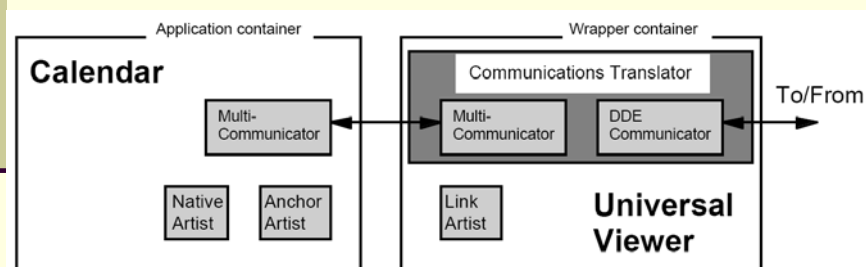 Application container
Wrapper container
Calendar
Communications Translator
To/From
Multi-
Communicator
Multi-
Communicator
DDE
Communicator
Native
Artist
Anchor
Artist
Link
Artist
Universal
Viewer